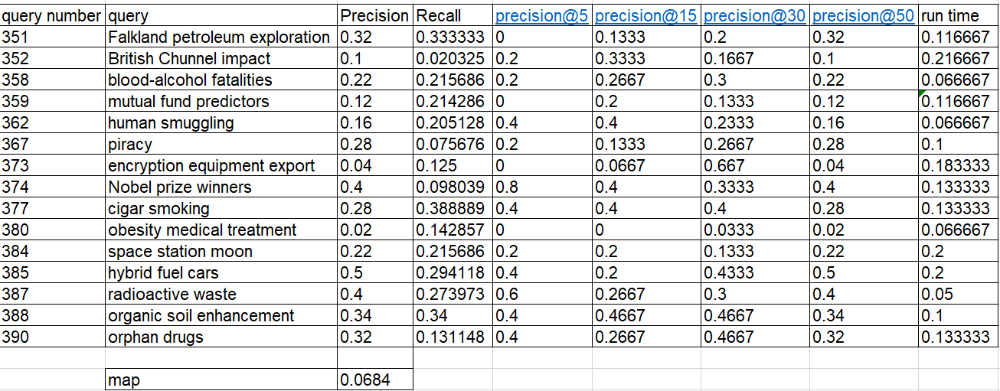 query number query Precision Recall precision@5 precision@15 precision@30 precision@50 run time
351 Falkland petroleum exploration 0.32 0.333333 0 0.1333 0.2 0.32 0.116667
352 British Chunnel impact 0.1 0.020325 0.2 0.3333 0.1667 0.1 0.216667
358 blood-alcohol fatalities 0.22 0.215686 0.2 0.2667 0.3 0.22 0.066667
359 mutual fund predictors 0.12 0.214286 0 0.2 0.1333 0.12 0.116667
362 human smuggling 0.16 0.205128 0.4 0.4 0.2333 0.16 0.066667
367 piracy 0.28 0.075676 0.2 0.1333 0.2667 0.28 0.1
373 encryption equipment export 0.04 0.125 0 0.0667 0.667 0.04 0.183333
374 Nobel prize winners 0.4 0.098039 0.8 0.4 0.3333 0.4 0.133333
377 cigar smoking 0.28 0.388889 0.4 0.4 0.4 0.28 0.133333
380 obesity medical treatment 0.02 0.142857 0 0 0.0333 0.02 0.066667
384 space station moon 0.22 0.215686 0.2 0.2 0.1333 0.22 0.2
385 hybrid fuel cars 0.5 0.294118 0.4 0.2 0.4333 0.5 0.2
387 radioactive waste 0.4 0.273973 0.6 0.2667 0.3 0.4 0.05
388 organic soil enhancement 0.34 0.34 0.4 0.4667 0.4667 0.34 0.1
390 orphan drugs 0.32 0.131148 0.4 0.2667 0.4667 0.32 0.133333
map 0.0684